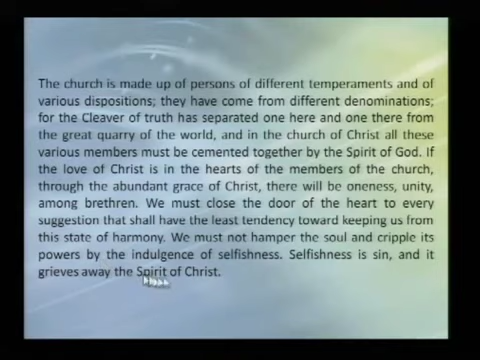 The church is made up of persons of different temperaments and of
various dispositions; they have come from different denominations;
for the Cleaver of truth has separated one here and one there from
the great quarry of the world, and in the church of Christ all these
various members must be cemented together by the Spirit of God. If
the love of Christ is in the hearts of the members of the church,
through the abundant grace of Christ, there will be oneness, unity,
among brethren. We must close the door of the heart to every
suggestion that shall have the least tendency toward keeping us from
this state of harmony. We must not hamper the soul and cripple its
powers by the indulgence of selfishness. Selfishness is sin, and it
grieves away the Spirit of Christ.